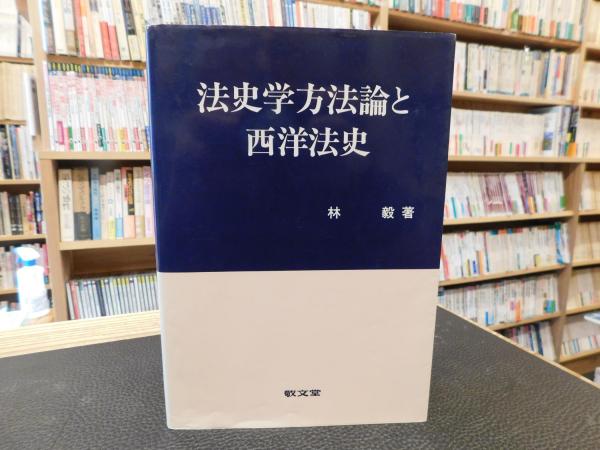 法史学方法論と
西洋法史
林 毅 著
敬文堂